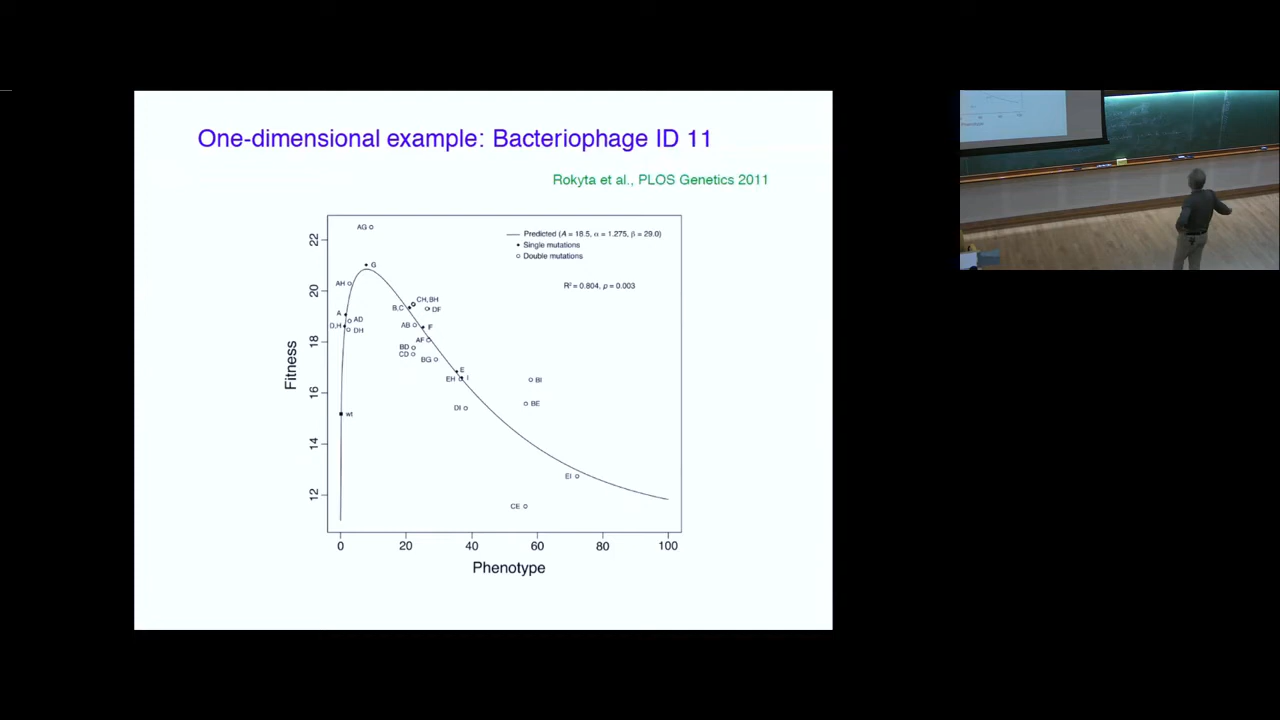 One-dimensional example: Bacteriophage ID 11
Rokyta et al., PLOS Genetics 2011
Predicted (A = 18.5, α = 1.275, β = 29.0)
Single mutations
Double mutations
R² = 0.804, p = 0.003
AG
G
AH
CH, BH
B,C
DF
A
AD
D,H
DH
AB
F
AF
BD
CD
BG
E
EH
I
BI
DI
BE
wt
EI
CE
22
20
18
16
14
12
Fitness
0 20 40 60 80 100
Phenotype